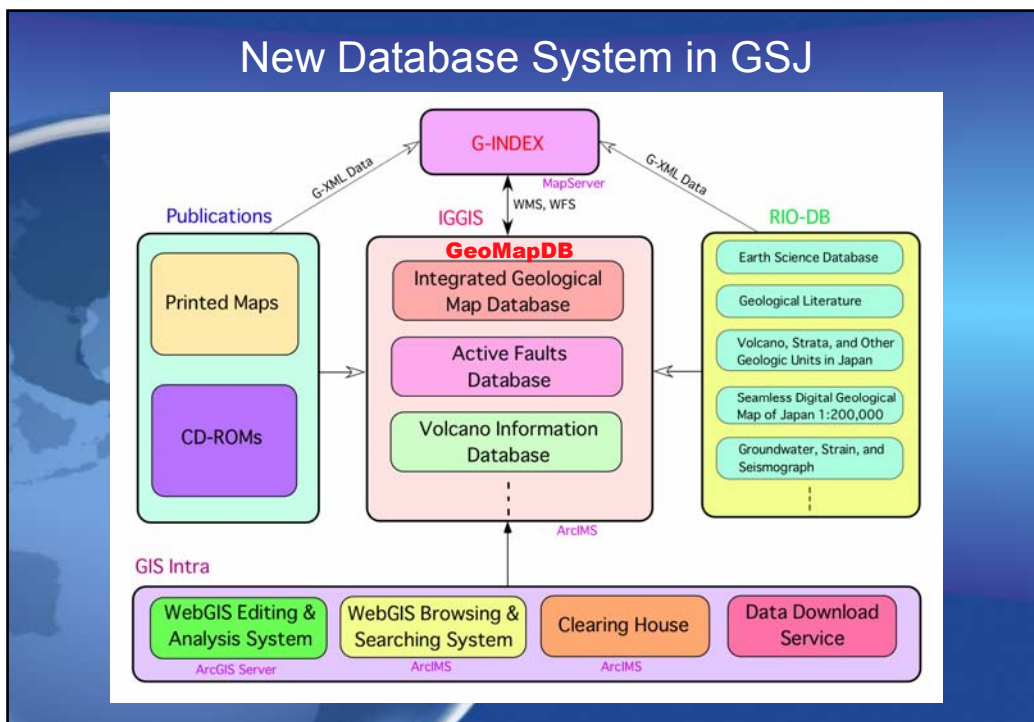 New Database System in GSJ
G-INDEX
MapServer
G-XML Data
G-XML Data
WMS, WFS
Publications
Printed Maps
CD-ROMs
IGGIS
GeoMapDB
Integrated Geological
Map Database
Active Faults
Database
Volcano Information
Database
ArcIMS
RIO-DB
Earth Science Database
Geological Literature
Volcano, Strata, and Other
Geologic Units in Japan
Seamless Digital Geological
Map of Japan 1:200,000
Groundwater, Strain, and
Seismograph
GIS Intra
WebGIS Editing &
Analysis System
ArcGIS Server
WebGIS Browsing &
Searching System
ArcIMS
Clearing House
ArcIMS
Data Download
Service